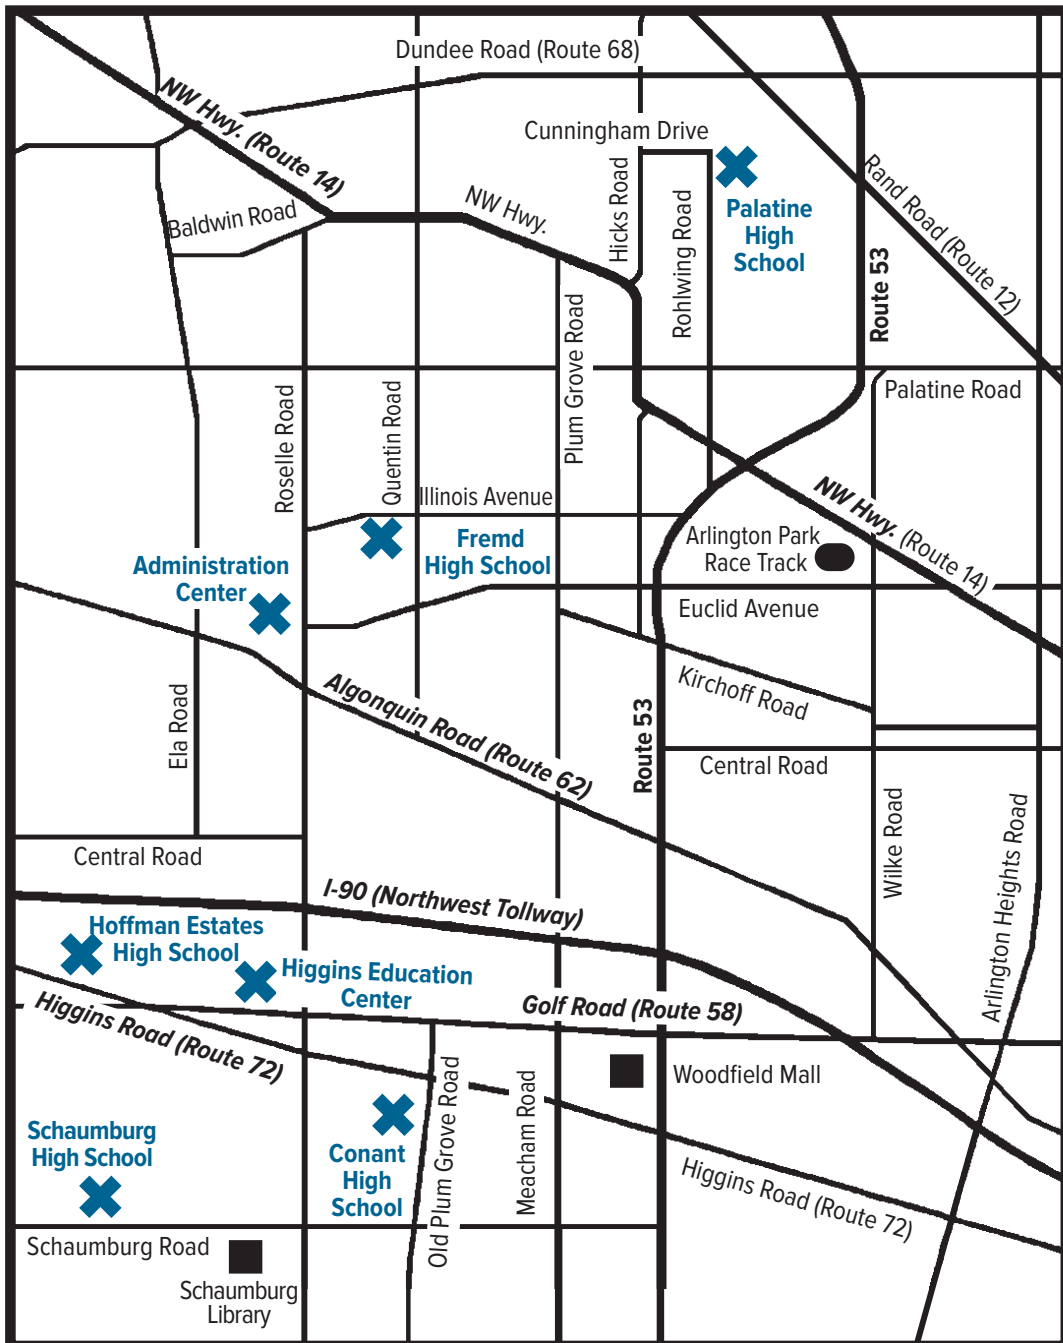 Dundee Road (Route 68)
NW Hwy. (Route 14)
Cunningham Drive
Rand Road (Route 12)
Hicks Road
Rohlwing Road
Palatine
High
School
NW Hwy.
Baldwin Road
Route 53
Plum Grove Road
Palatine Road
Roselle Road
Quentin Road
Illinois Avenue
NW Hwy. (Route 14)
Fremd
High School
Arlington Park
Race Track
Administration
Center
Euclid Avenue
Kirchoff Road
Ela Road
Algonquin Road (Route 62)
Route 53
Central Road
Wilke Road
Arlington Heights Road
Central Road
I-90 (Northwest Tollway)
Hoffman Estates
High School
Higgins Education
Center
Golf Road (Route 58)
Higgins Road (Route 72)
Woodfield Mall
Old Plum Grove Road
Meacham Road
Schaumburg
High School
Conant
High
School
Higgins Road (Route 72)
Schaumburg Road
Schaumburg
Library